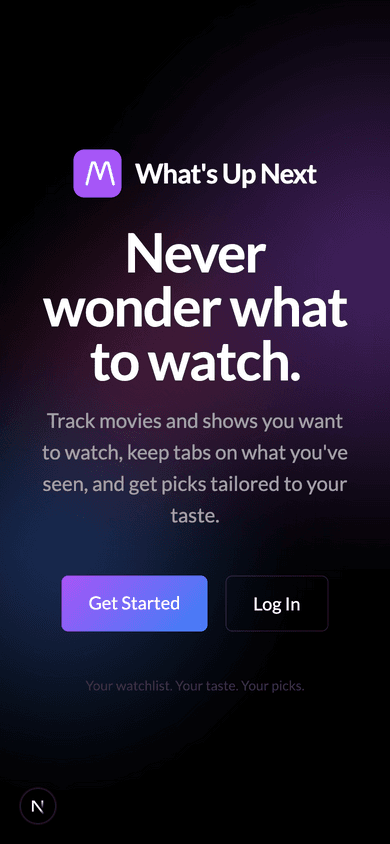 What's Up Next
Never
wonder what
to watch.
Track movies and shows you want
to watch, keep tabs on what you've
seen, and get picks tailored to your
taste.
Get Started
Log In
Your watchlist. Your taste. Your picks.
N